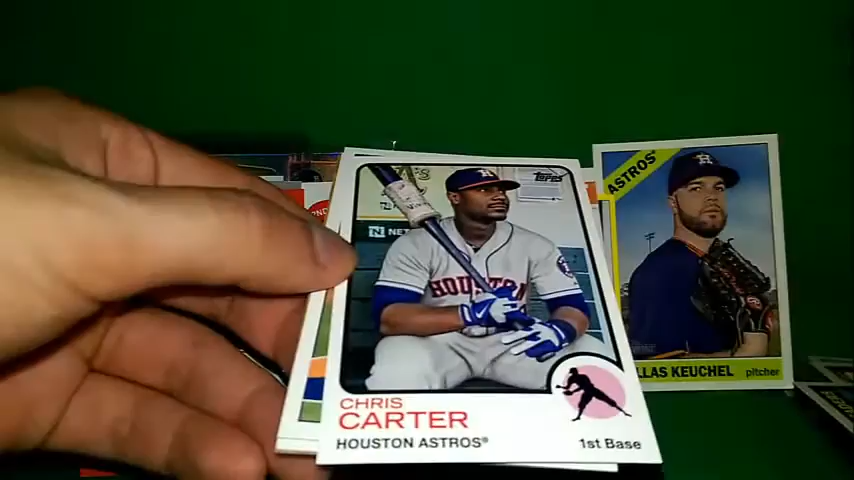 ASTROS
topps
A's
HOUSTON
CHRIS
CARTER
HOUSTON ASTROS®
1st Base
LLAS KEUCHEL
pitcher